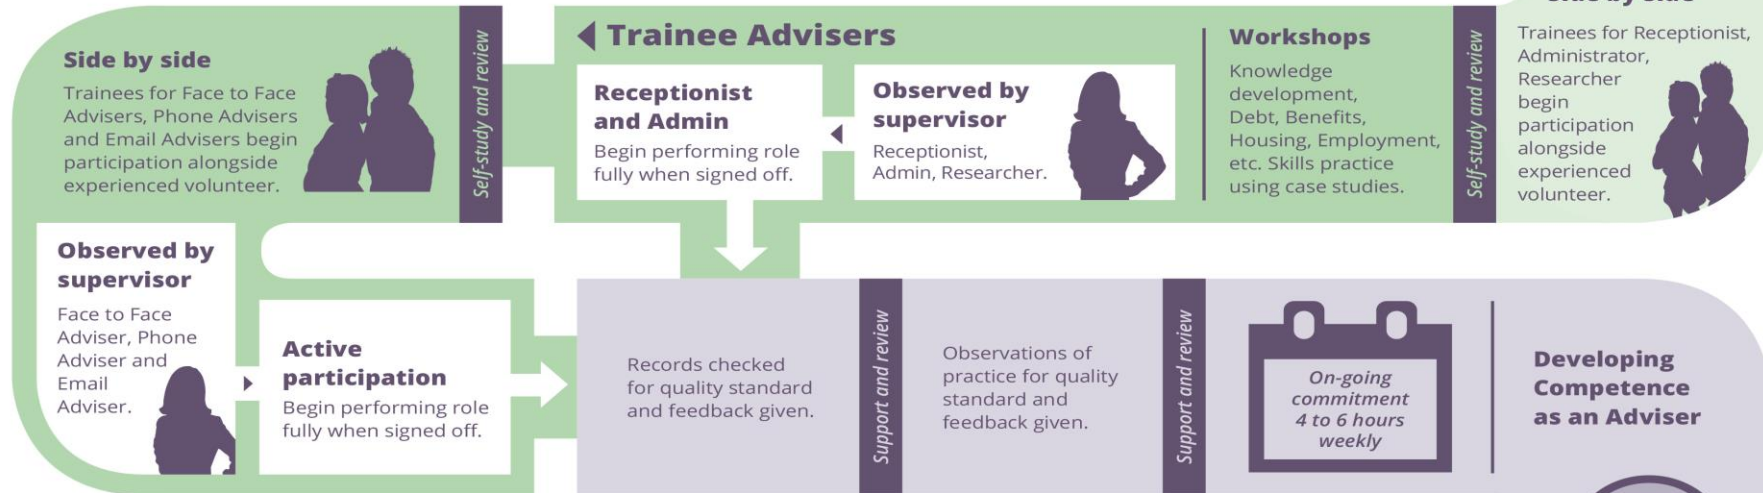 Side by side
Trainees for Face to Face
Advisers, Phone Advisers
and Email Advisers begin
participation alongside
experienced volunteer.
Self-study and review
Trainee Advisers
Receptionist
and Admin
Begin performing role
fully when signed off.
Observed by
supervisor
Receptionist,
Admin, Researcher.
Workshops
Knowledge
development,
Debt, Benefits,
Housing, Employment,
etc. Skills practice
using case studies.
Self-study and review
Side by side
Trainees for Receptionist,
Administrator,
Researcher
begin
participation
alongside
experienced
volunteer.
Observed by
supervisor
Face to Face
Adviser, Phone
Adviser and
Email
Adviser.
Active
participation
Begin performing role
fully when signed off.
Records checked
for quality standard
and feedback given.
Support and review
Observations of
practice for quality
standard and
feedback given.
Support and review
On-going
commitment
4 to 6 hours
weekly
Developing
Competence
as an Adviser